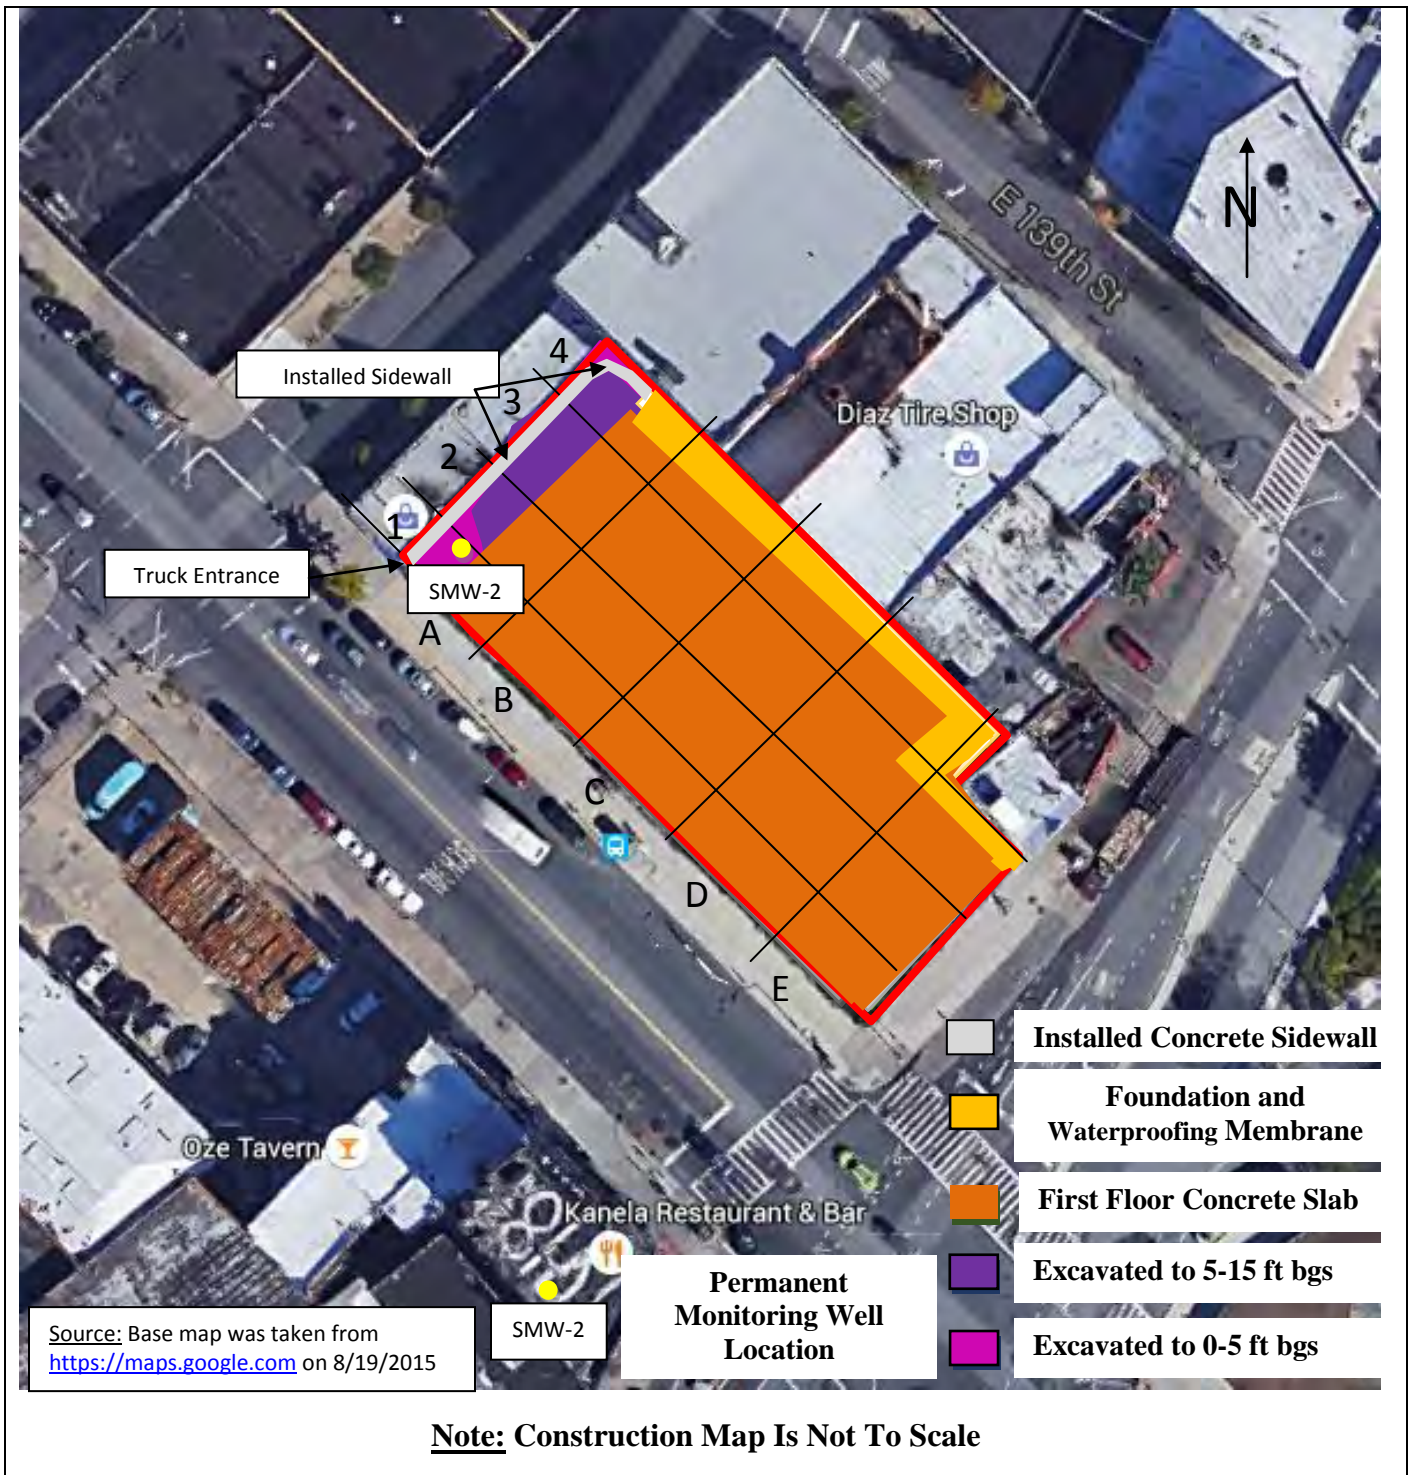 E 139th St
N
4
Installed Sidewall
3
Diaz Tire Shop
2
1
Truck Entrance
SMW-2
A
B
C
D
E
Installed Concrete Sidewall
Foundation and
Waterproofing Membrane
Oze Tavern
First Floor Concrete Slab
Kanela Restaurant & Bar
Excavated to 5-15 ft bgs
Permanent
Monitoring Well
Location
SMW-2
Excavated to 0-5 ft bgs
Source: Base map was taken from
https://maps.google.com on 8/19/2015
Note: Construction Map Is Not To Scale